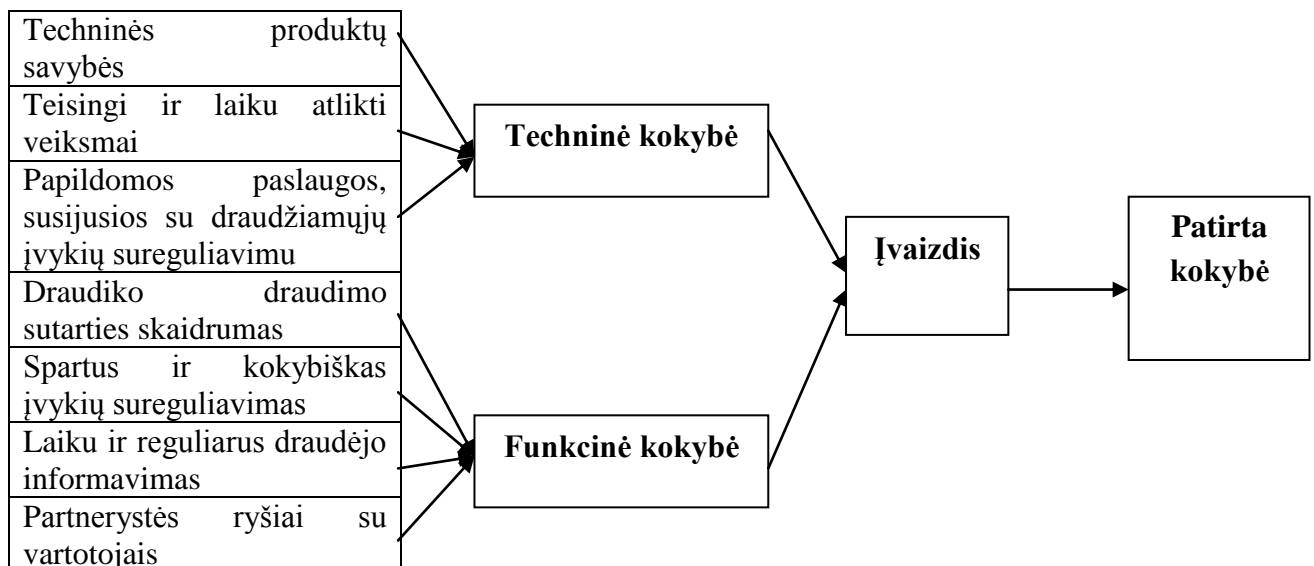 Techninės produktų
savybės
Teisingi ir laiku atlikti
veiksmai
Papildomos paslaugos,
susijusios su draudžiamųjų
įvykių sureguliavimu
Draudiko draudimo
sutarties skaidrumas
Spartus ir kokybiškas
įvykių sureguliavimas
Laiku ir reguliarus draudėjo
informavimas
Partnerystės ryšiai su
vartotojais
Techninė kokybė
Funkcinė kokybė
Įvaizdis
Patirta
kokybė